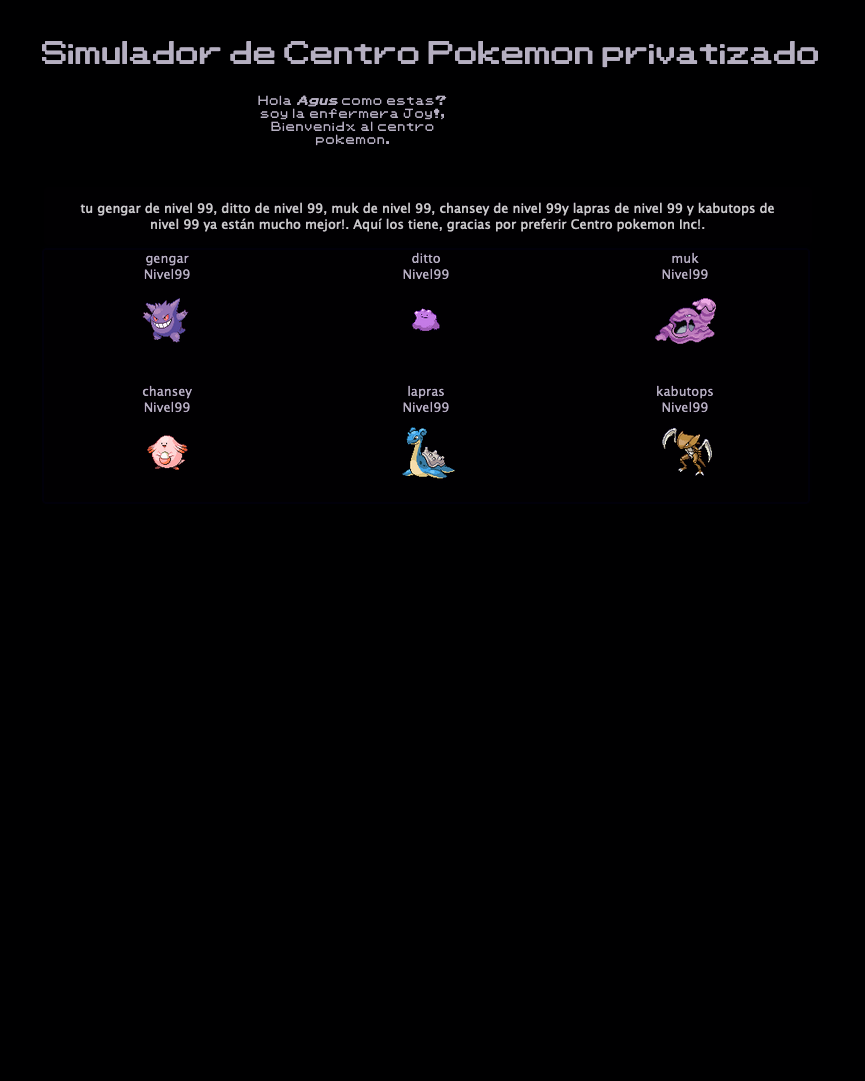 Simulador de Centro Pokemon privatizado
Hola Agus como estas?
soy la enfermera Joy!,
Bienvenidx al centro
pokemon.
tu gengar de nivel 99, ditto de nivel 99, muk de nivel 99, chansey de nivel 99y lapras de nivel 99 y kabutops de
nivel 99 ya están mucho mejor!. Aquí los tiene, gracias por preferir Centro pokemon Inc!.
gengar
Nivel99
ditto
Nivel99
muk
Nivel99
chansey
Nivel99
lapras
Nivel99
kabutops
Nivel99